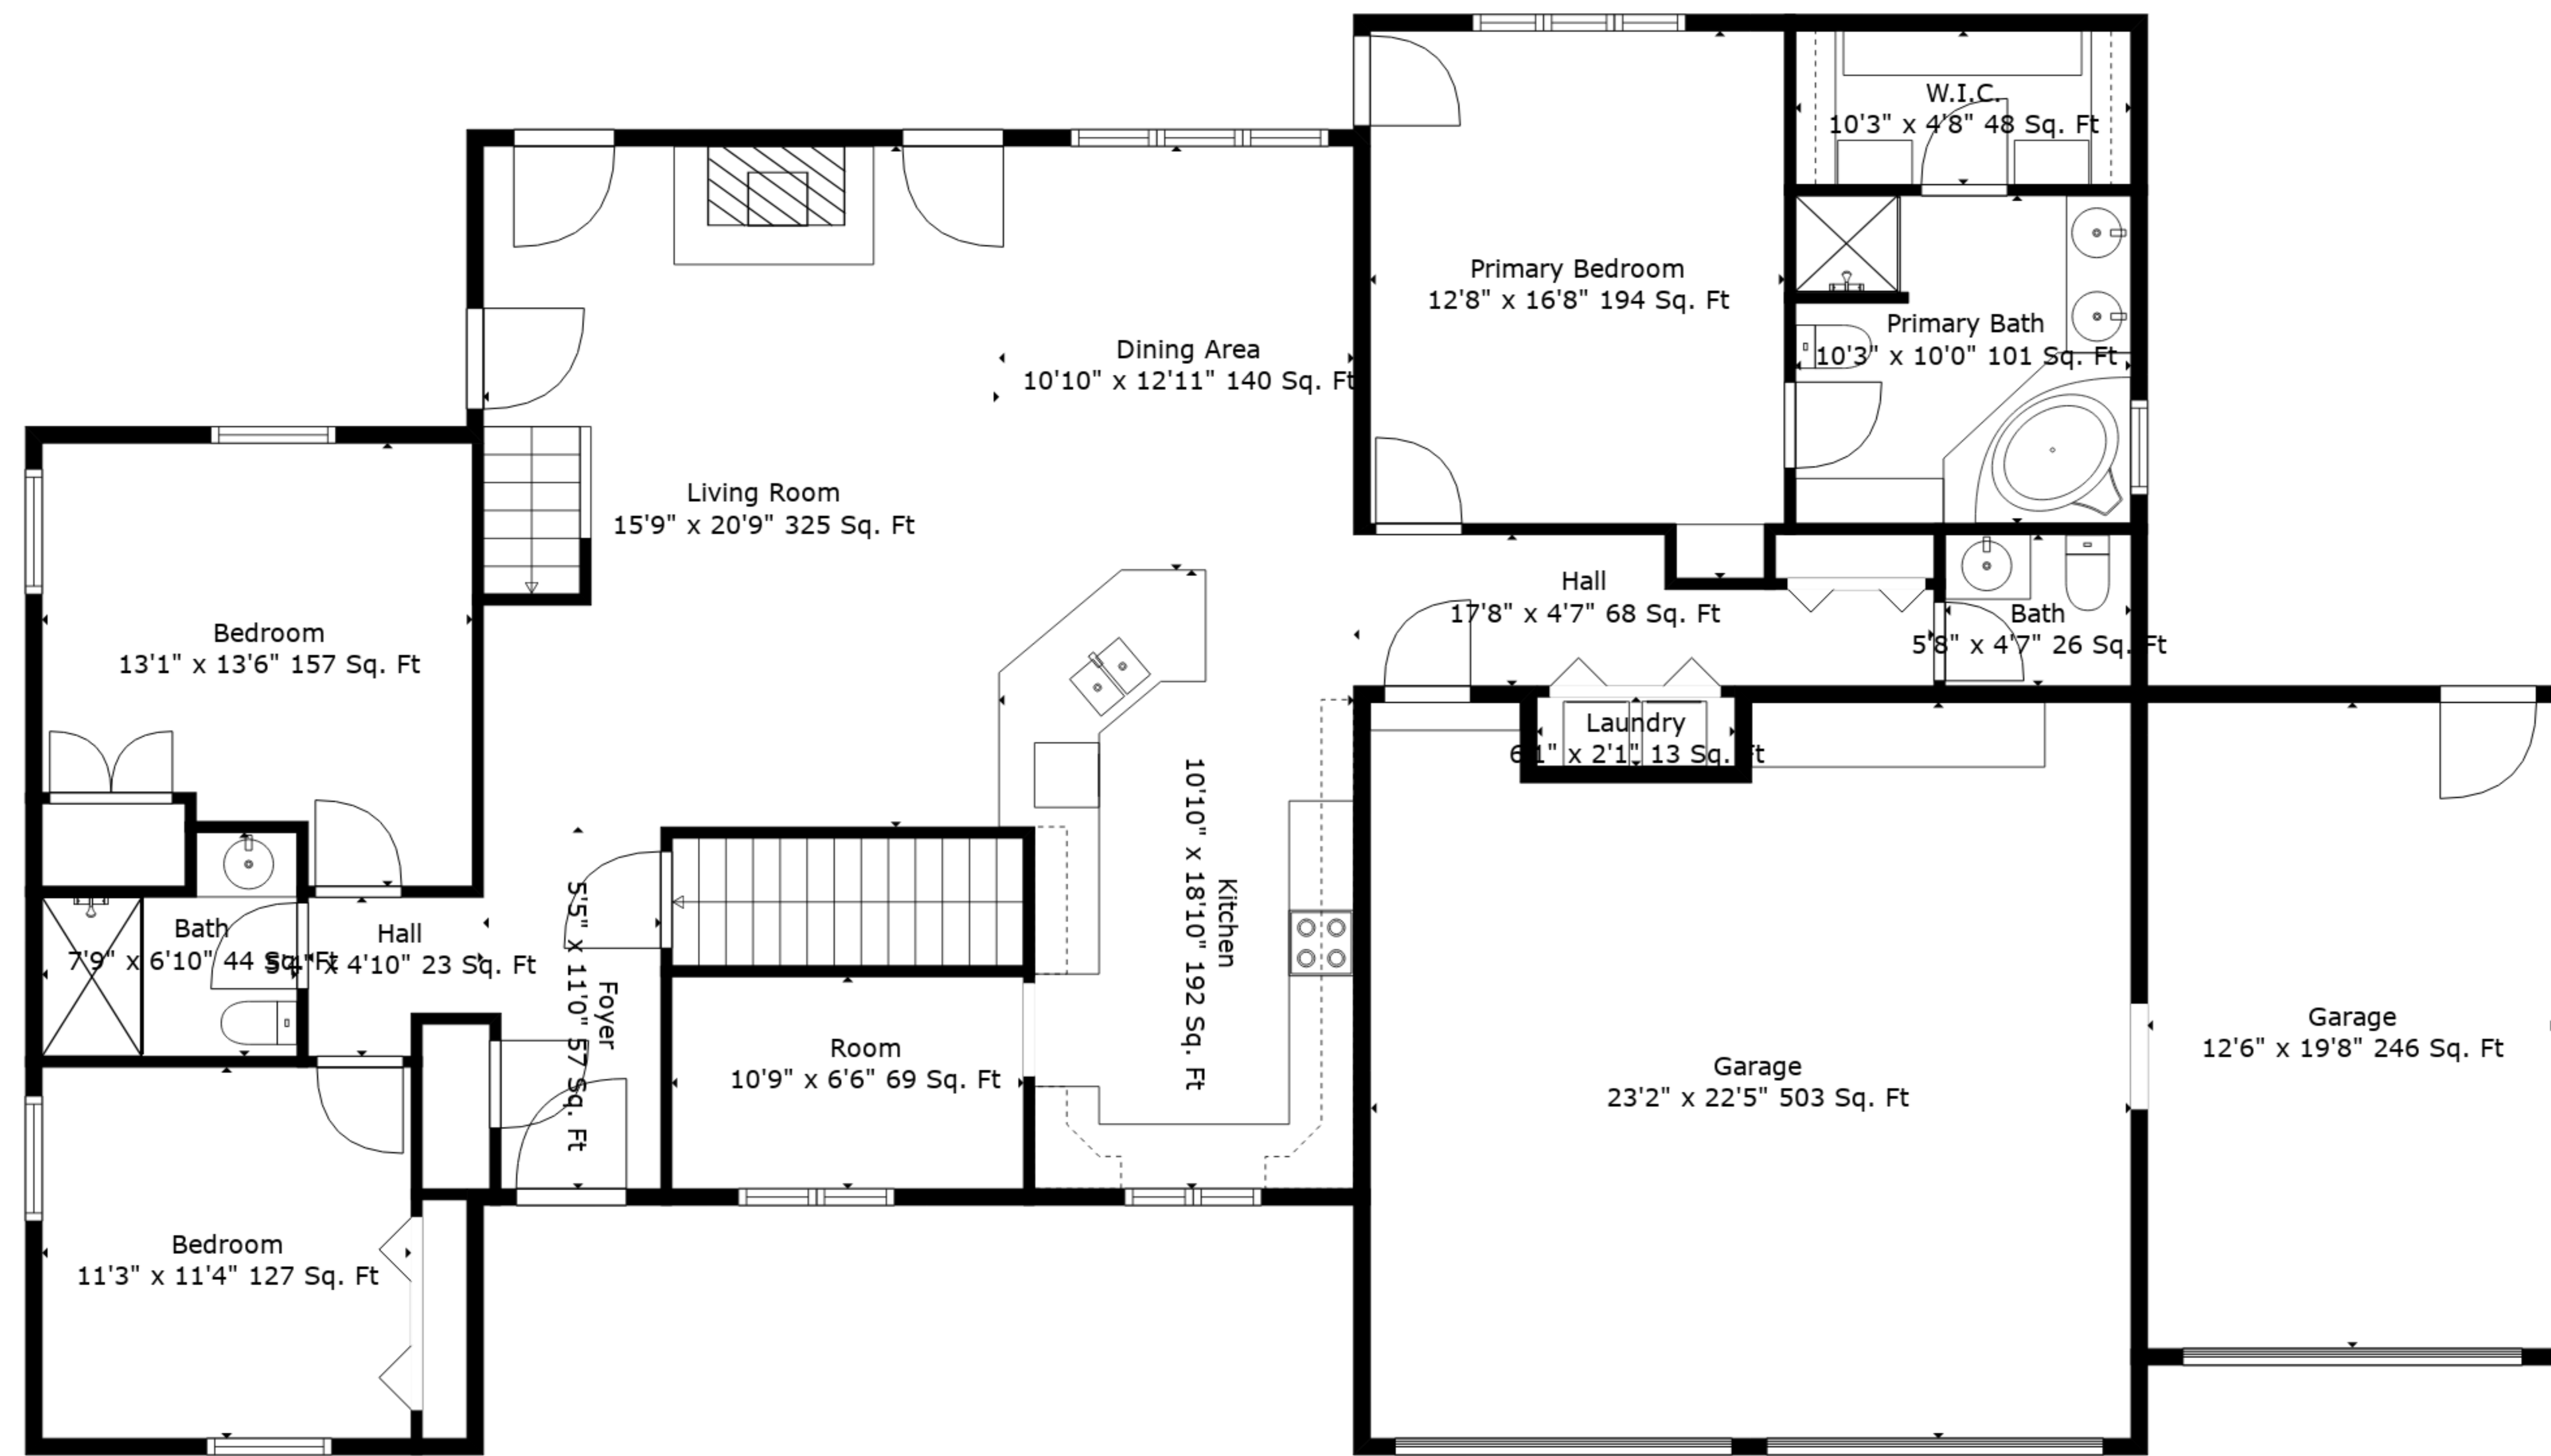 W.I.C.
10'3" x 4'8" 48 Sq. Ft
Primary Bedroom
12'8" x 16'8" 194 Sq. Ft
Primary Bath
10'3" x 10'0" 101 Sq. Ft
Dining Area
10'10" x 12'11" 140 Sq. Ft
Living Room
15'9" x 20'9" 325 Sq. Ft
Hall
17'8" x 4'7" 68 Sq. Ft
Bath
5'8" x 4'7" 26 Sq. Ft
Bedroom
13'1" x 13'6" 157 Sq. Ft
Laundry
6'1" x 2'1" 13 Sq. Ft
Kitchen
10'10" x 18'10" 192 Sq. Ft
Bath
7'9" x 6'10" 44 Sq. Ft
Hall
5'4" x 4'10" 23 Sq. Ft
Foyer
5'5" x 11'0" 57 Sq. Ft
Room
10'9" x 6'6" 69 Sq. Ft
Garage
23'2" x 22'5" 503 Sq. Ft
Garage
12'6" x 19'8" 246 Sq. Ft
Bedroom
11'3" x 11'4" 127 Sq. Ft